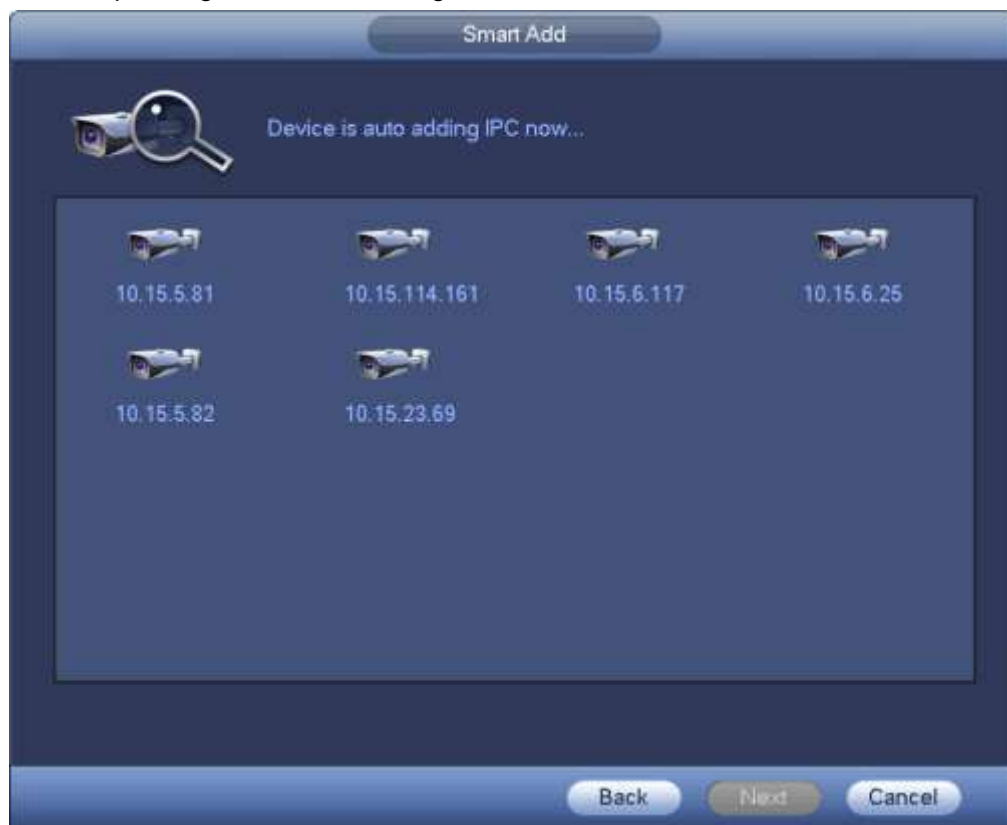 Smart Add
Device is auto adding IPC now...
10.15.5.81 10.15.114.161 10.15.6.117 10.15.6.25
10.15.5.82 10.15.23.69
Back Next Cancel